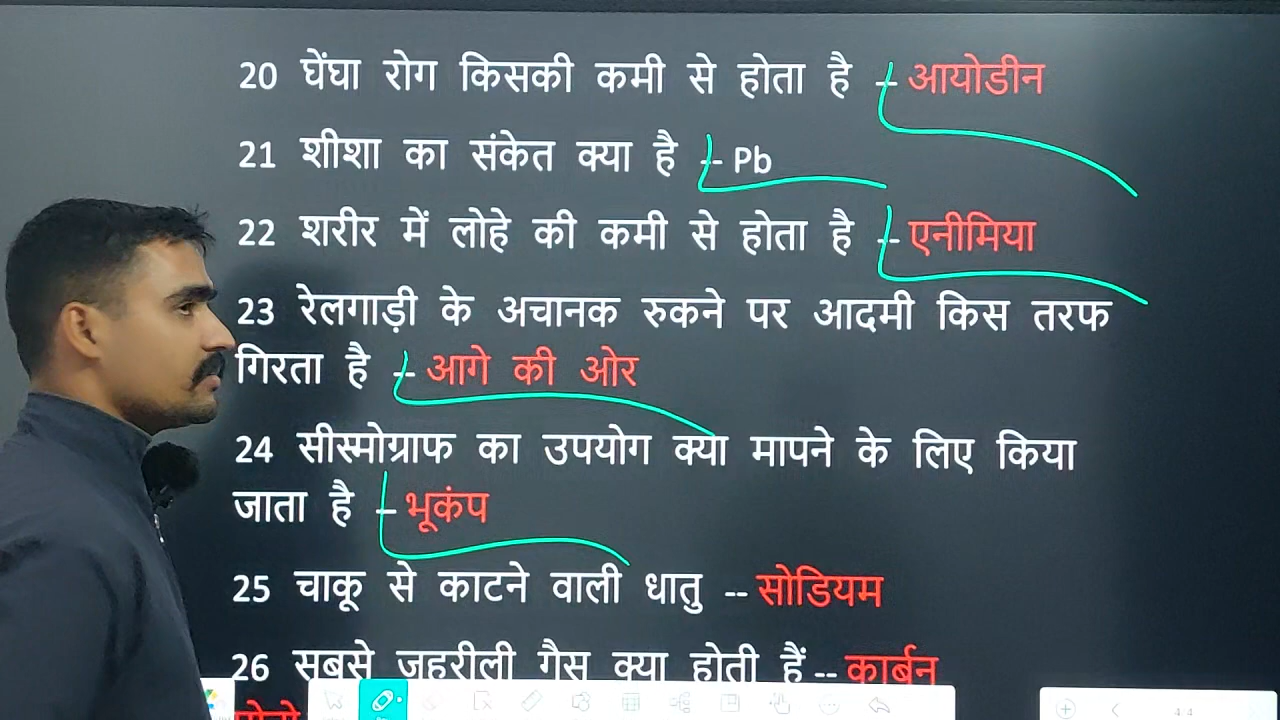 20 घेंघा रोग किसकी कमी से होता है -- आयोडीन
21 शीशा का संकेत क्या है -- Pb
22 शरीर में लोहे की कमी से होता है -- एनीमिया
23 रेलगाड़ी के अचानक रुकने पर आदमी किस तरफ
गिरता है -- आगे की ओर
24 सीस्मोग्राफ का उपयोग क्या मापने के लिए किया
जाता है -- भूकंप
25 चाकू से काटने वाली धातु -- सोडियम
26 सबसे जहरीली गैस क्या होती हैं -- कार्बन